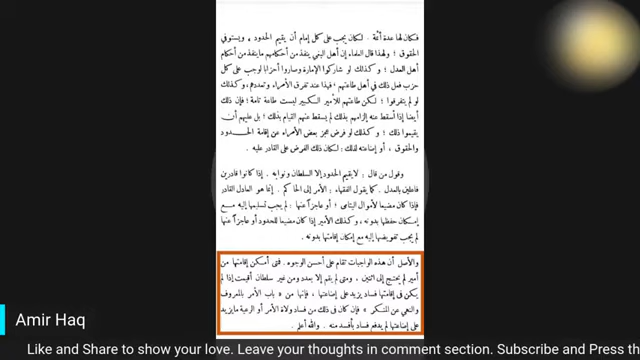 فكان لها عدة أئمة . لكان يجب على كل إمام أن يقيم الحدود ، ويستوفي
الحقوق ؛ ولهذا قال العلماء إن أهل البغي ينفذ من أحكامهم ما ينفذ من أحكام
أهل العدل ؛ وكذلك لو شاركوا الإمارة وصاروا أحزابا لوجب على كل
حزب فعل ذلك في أهل طاعتهم ، فهذا عند تفرق الأمراء وتعددهم ، وكذلك
لو لم يتفرقوا ؛ لكن طاعتهم للأمير الكبير ليست طاعة تامة ؛ فإن ذلك
أيضا إذا أسقط عنه إلزامهم بذلك لم يسقط عنهم القيام بذلك ؛ بل عليهم أن
يقيموا ذلك ؛ وكذلك لو فرض عجز بعض الأمراء عن إقامة الحدود
والحقوق ، أو إضاعته لذلك : لكان ذلك الفرض على القادر عليه .
وقول من قال : لا يقيم الحدود إلا السلطان ونوابه . إذا كانوا قادرين
فاعلين بالعدل . كما يقول الفقهاء : الأمر إلى الحاكم . إنما هو العادل القادر
فإذا كان مضيعا لأموال اليتامى ؛ أو عاجزاً عنها : لم يجب تسليمها إليه مع
إمكان حفظها بدونه ، وكذلك الأمير إذا كان مضيعا للحدود أو عاجزاً عنها
لم يجب تفويضها إليه مع إمكان إقامتها بدونه .
والأصل أن هذه الواجبات تقام على أحسن الوجوه . فمتى أمكن إقامتها من
أمير لم يحتج إلى اثنين ، ومتى لم يقم إلا بعدد ومن غير سلطان أقيمت إذا لم
يكن في إقامتها فساد يزيد على إضاعتها ، فإنها من « باب الأمر بالمعروف
والنهي عن المنكر » فإن كان في ذلك من فساد ولاة الأمر أو الرعية ما يزيد
على إضاعتها لم يدفع فساد بأفسد منه . والله أعلم .
Amir Haq
Like and Share to show your love. Leave your thoughts in comment section. Subscribe and Press th